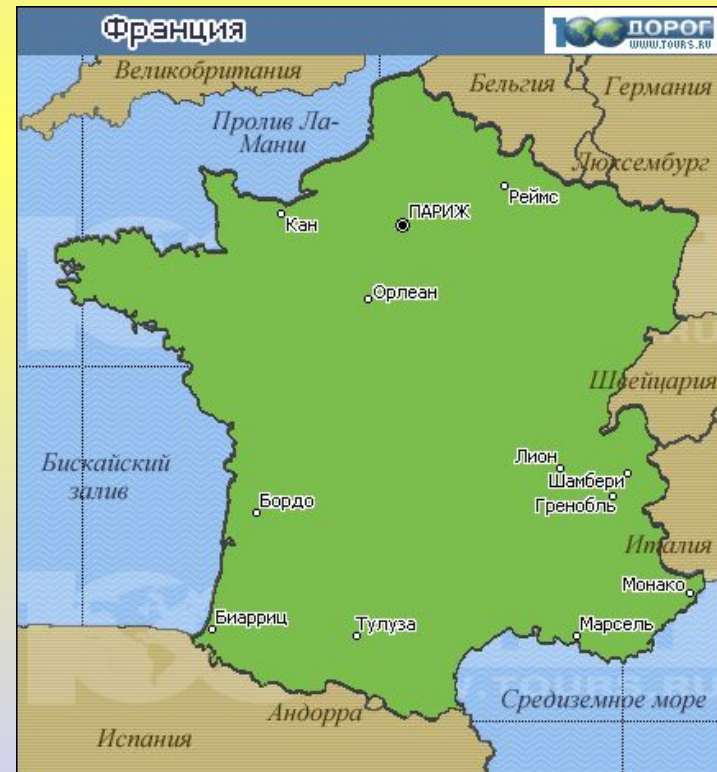 Франция
100 ДОРОГ
WWW.TOURS.RU
Великобритания
Бельгия
Германия
Пролив Ла-
Манш
Люксембург
Реймс
Кан
ПАРИЖ
Орлеан
Швейцария
Бискайский
залив
Лион
Шамбери
Гренобль
Бордо
Италия
Монако
Биарриц
Тулуза
Марсель
Средиземное море
Андорра
Испания